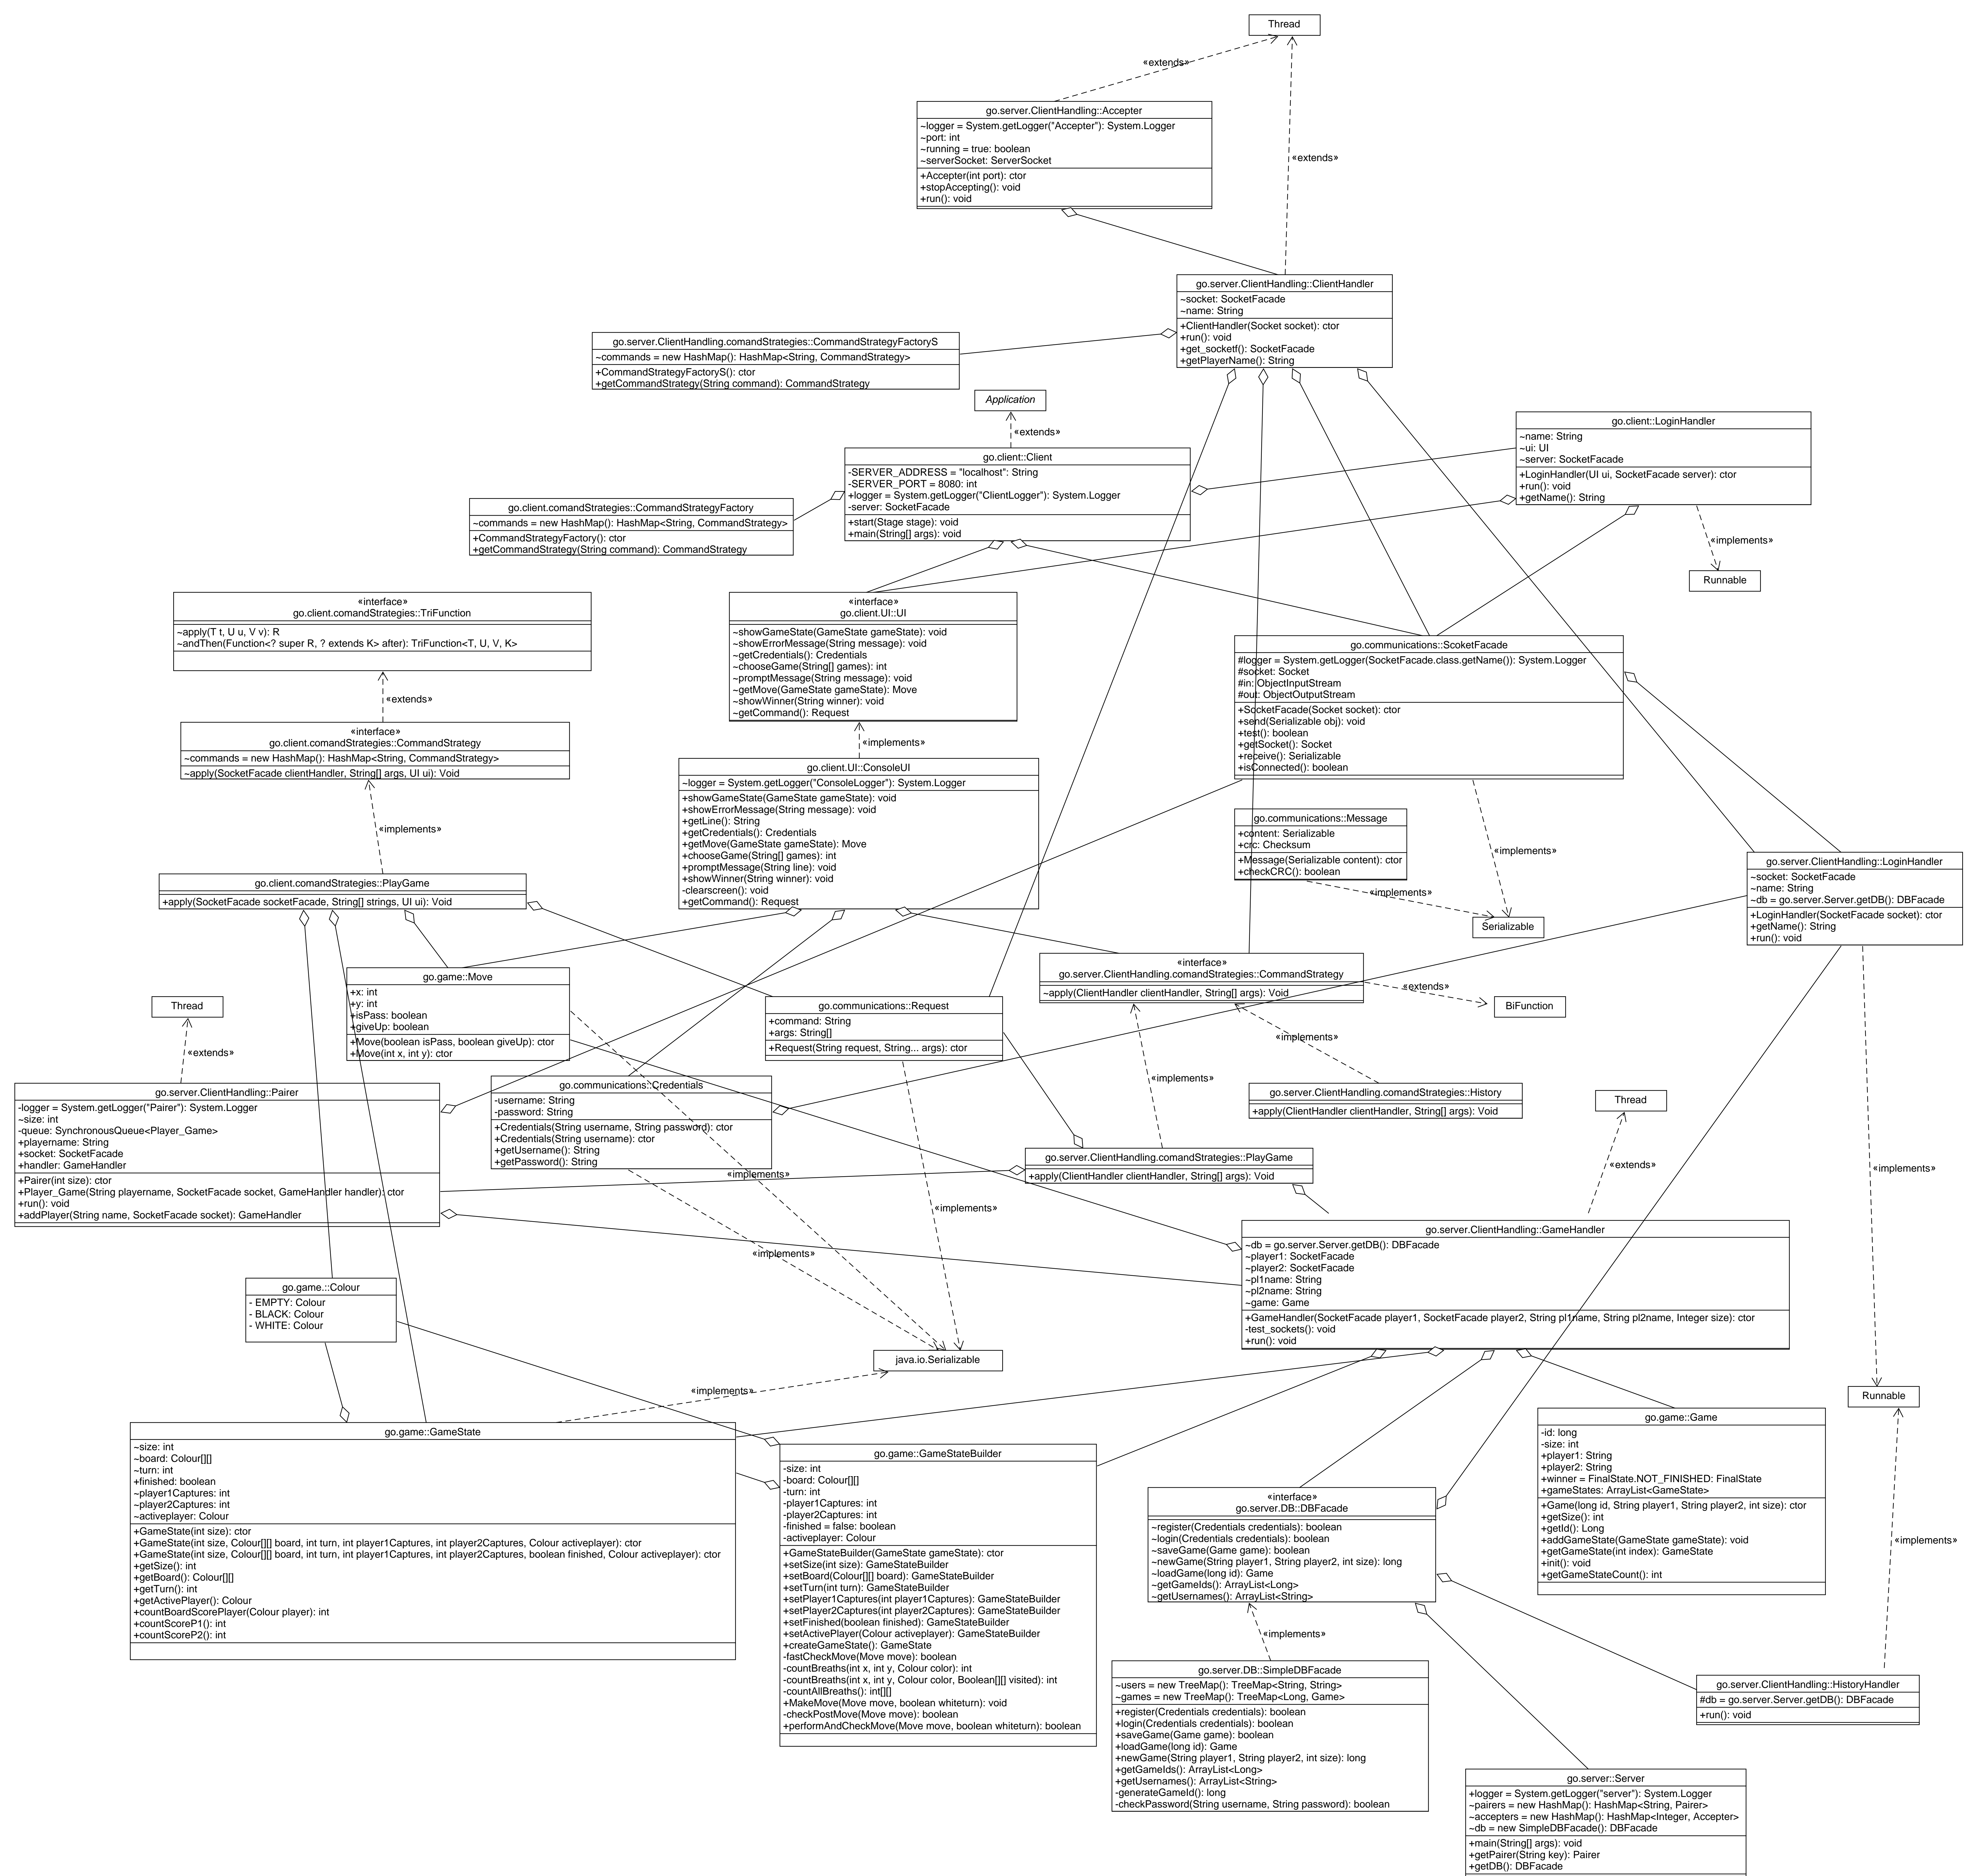 Thread
«extends»
go.server.ClientHandling::Accepter
~logger = System.getLogger("Accepter"): System.Logger
~port: int
~running = true: boolean
~serverSocket: ServerSocket
+Accepter(int port): ctor
+stopAccepting(): void
+run(): void
«extends»
go.server.ClientHandling::ClientHandler
~socket: SocketFacade
~name: String
+ClientHandler(Socket socket): ctor
+run(): void
+get_socketf(): SocketFacade
+getPlayerName(): String
go.server.ClientHandling.comandStrategies::CommandStrategyFactoryS
~commands = new HashMap(): HashMap<String, CommandStrategy>
+CommandStrategyFactoryS(): ctor
+getCommandStrategy(String command): CommandStrategy
Application
«extends»
go.client::Client
-SERVER_ADDRESS = "localhost": String
-SERVER_PORT = 8080: int
+logger = System.getLogger("ClientLogger"): System.Logger
-server: SocketFacade
+start(Stage stage): void
+main(String[] args): void
go.client::LoginHandler
~name: String
~ui: UI
~server: SocketFacade
+LoginHandler(UI ui, SocketFacade server): ctor
+run(): void
+getName(): String
«implements»
Runnable
go.client.comandStrategies::CommandStrategyFactory
~commands = new HashMap(): HashMap<String, CommandStrategy>
+CommandStrategyFactory(): ctor
+getCommandStrategy(String command): CommandStrategy
«interface»
go.client.comandStrategies::TriFunction
~apply(T t, U u, V v): R
~andThen(Function<? super R, ? extends K> after): TriFunction<T, U, V, K>
«extends»
«interface»
go.client.comandStrategies::CommandStrategy
~commands = new HashMap(): HashMap<String, CommandStrategy>
~apply(SocketFacade clientHandler, String[] args, UI ui): Void
«implements»
go.client.comandStrategies::PlayGame
+apply(SocketFacade socketFacade, String[] strings, UI ui): Void
«interface»
go.client.UI::UI
~showGameState(GameState gameState): void
~showErrorMessage(String message): void
~getCredentials(): Credentials
~chooseGame(String[] games): int
~promptMessage(String message): void
~getMove(GameState gameState): Move
~showWinner(String winner): void
~getCommand(): Request
«implements»
go.client.UI::ConsoleUI
~logger = System.getLogger("ConsoleLogger"): System.Logger
+showGameState(GameState gameState): void
+showErrorMessage(String message): void
+getLine(): String
+getCredentials(): Credentials
+getMove(GameState gameState): Move
+chooseGame(String[] games): int
+promptMessage(String line): void
+showWinner(String winner): void
-clearscreen(): void
+getCommand(): Request
go.communications::ScoketFacade
#logger = System.getLogger(SocketFacade.class.getName()): System.Logger
#socket: Socket
#in: ObjectInputStream
#out: ObjectOutputStream
+SocketFacade(Socket socket): ctor
+send(Serializable obj): void
+test(): boolean
+getSocket(): Socket
+receive(): Serializable
+isConnected(): boolean
go.communications::Message
+content: Serializable
+crc: Checksum
+Message(Serializable content): ctor
+checkCRC(): boolean
«implements»
«implements»
Serializable
go.server.ClientHandling::LoginHandler
~socket: SocketFacade
~name: String
~db = go.server.Server.getDB(): DBFacade
+LoginHandler(SocketFacade socket): ctor
+getName(): String
+run(): void
«interface»
go.server.ClientHandling.comandStrategies::CommandStrategy
~apply(ClientHandler clientHandler, String[] args): Void
«extends»
BiFunction
go.game::Move
+x: int
+y: int
+isPass: boolean
+giveUp: boolean
+Move(boolean isPass, boolean giveUp): ctor
+Move(int x, int y): ctor
Thread
«extends»
go.communications::Request
+command: String
+args: String[]
+Request(String request, String... args): ctor
«implements»
go.server.ClientHandling::Pairer
-logger = System.getLogger("Pairer"): System.Logger
~size: int
-queue: SynchronousQueue<Player_Game>
+playername: String
+socket: SocketFacade
+handler: GameHandler
+Pairer(int size): ctor
+Player_Game(String playername, SocketFacade socket, GameHandler handler): ctor
+run(): void
+addPlayer(String name, SocketFacade socket): GameHandler
go.communications::Credentials
-username: String
-password: String
+Credentials(String username, String password): ctor
+Credentials(String username): ctor
+getUsername(): String
+getPassword(): String
«implements»
go.server.ClientHandling.comandStrategies::History
+apply(ClientHandler clientHandler, String[] args): Void
Thread
«extends»
«implements»
go.server.ClientHandling.comandStrategies::PlayGame
+apply(ClientHandler clientHandler, String[] args): Void
«implements»
«implements»
«implements»
«implements»
go.server.ClientHandling::GameHandler
~db = go.server.Server.getDB(): DBFacade
~player1: SocketFacade
~player2: SocketFacade
~pl1name: String
~pl2name: String
~game: Game
+GameHandler(SocketFacade player1, SocketFacade player2, String pl1name, String pl2name, Integer size): ctor
-test_sockets(): void
+run(): void
go.game.::Colour
- EMPTY: Colour
- BLACK: Colour
- WHITE: Colour
java.io.Serializable
«implements»
Runnable
go.game::GameState
~size: int
~board: Colour[][]
~turn: int
+finished: boolean
~player1Captures: int
~player2Captures: int
~activeplayer: Colour
+GameState(int size): ctor
+GameState(int size, Colour[][] board, int turn, int player1Captures, int player2Captures, Colour activeplayer): ctor
+GameState(int size, Colour[][] board, int turn, int player1Captures, int player2Captures, boolean finished, Colour activeplayer): ctor
+getSize(): int
+getBoard(): Colour[][]
+getTurn(): int
+getActivePlayer(): Colour
+countBoardScorePlayer(Colour player): int
+countScoreP1(): int
+countScoreP2(): int
go.game::GameStateBuilder
-size: int
-board: Colour[][]
-turn: int
-player1Captures: int
-player2Captures: int
-finished = false: boolean
-activeplayer: Colour
+GameStateBuilder(GameState gameState): ctor
+setSize(int size): GameStateBuilder
+setBoard(Colour[][] board): GameStateBuilder
+setTurn(int turn): GameStateBuilder
+setPlayer1Captures(int player1Captures): GameStateBuilder
+setPlayer2Captures(int player2Captures): GameStateBuilder
+setFinished(boolean finished): GameStateBuilder
+setActivePlayer(Colour activeplayer): GameStateBuilder
+createGameState(): GameState
-fastCheckMove(Move move): boolean
-countBreaths(int x, int y, Colour color): int
-countBreaths(int x, int y, Colour color, Boolean[][] visited): int
-countAllBreaths(): int[][]
+MakeMove(Move move, boolean whiteturn): void
-checkPostMove(Move move): boolean
+performAndCheckMove(Move move, boolean whiteturn): boolean
go.game::Game
-id: long
-size: int
+player1: String
+player2: String
+winner = FinalState.NOT_FINISHED: FinalState
+gameStates: ArrayList<GameState>
+Game(long id, String player1, String player2, int size): ctor
+getSize(): int
+getId(): Long
+addGameState(GameState gameState): void
+getGameState(int index): GameState
+init(): void
+getGameStateCount(): int
«interface»
go.server.DB::DBFacade
~register(Credentials credentials): boolean
~login(Credentials credentials): boolean
~saveGame(Game game): boolean
~newGame(String player1, String player2, int size): long
~loadGame(long id): Game
~getGameIds(): ArrayList<Long>
~getUsernames(): ArrayList<String>
«implements»
«implements»
go.server.DB::SimpleDBFacade
~users = new TreeMap(): TreeMap<String, String>
~games = new TreeMap(): TreeMap<Long, Game>
+register(Credentials credentials): boolean
+login(Credentials credentials): boolean
+saveGame(Game game): boolean
+loadGame(long id): Game
+newGame(String player1, String player2, int size): long
+getGameIds(): ArrayList<Long>
+getUsernames(): ArrayList<String>
-generateGameId(): long
-checkPassword(String username, String password): boolean
go.server.ClientHandling::HistoryHandler
#db = go.server.Server.getDB(): DBFacade
+run(): void
go.server::Server
+logger = System.getLogger("server"): System.Logger
~pairers = new HashMap(): HashMap<String, Pairer>
~accepters = new HashMap(): HashMap<Integer, Accepter>
~db = new SimpleDBFacade(): DBFacade
+main(String[] args): void
+getPairer(String key): Pairer
+getDB(): DBFacade